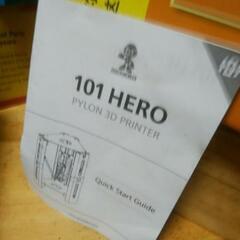 101 HERO
PYLON 3D PRINTER
Quick Start Guide